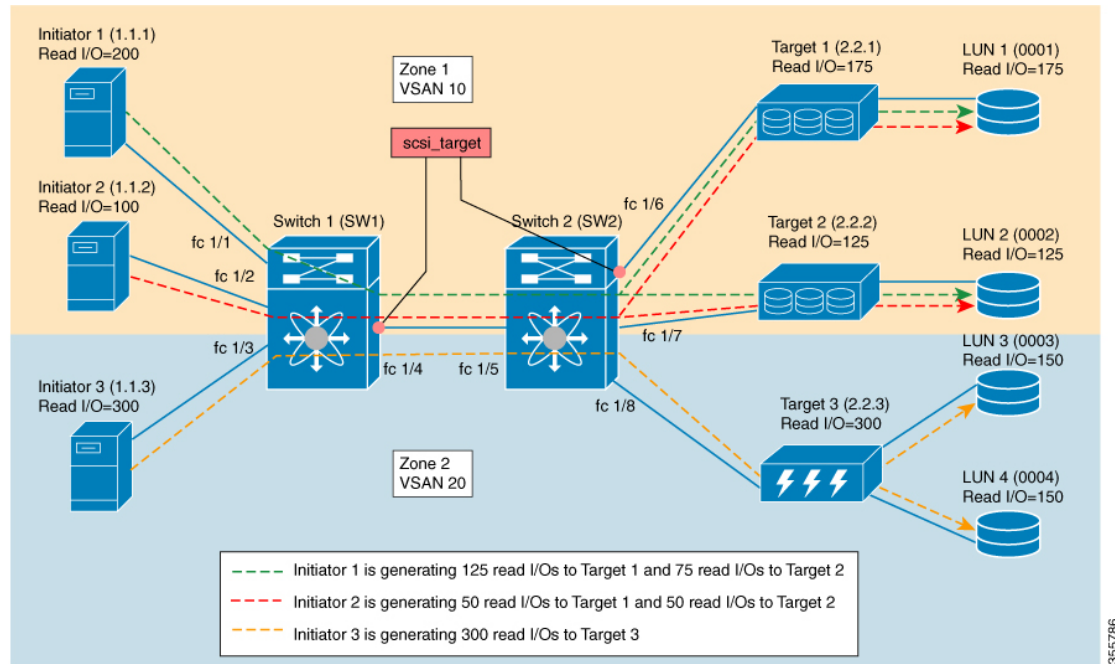 Initiator 1 (1.1.1)
Read I/O=200
Zone 1
VSAN 10
Target 1 (2.2.1)
Read I/O=175
LUN 1 (0001)
Read I/O=175
scsi_target
Initiator 2 (1.1.2)
Read I/O=100
Switch 1 (SW1)
Switch 2 (SW2)
fc 1/6
Target 2 (2.2.2)
Read I/O=125
LUN 2 (0002)
Read I/O=125
fc 1/1
fc 1/2
fc 1/3
fc 1/4
fc 1/5
fc 1/7
fc 1/8
LUN 3 (0003)
Read I/O=150
Initiator 3 (1.1.3)
Read I/O=300
Target 3 (2.2.3)
Read I/O=300
Zone 2
VSAN 20
LUN 4 (0004)
Read I/O=150
Initiator 1 is generating 125 read I/Os to Target 1 and 75 read I/Os to Target 2
Initiator 2 is generating 50 read I/Os to Target 1 and 50 read I/Os to Target 2
Initiator 3 is generating 300 read I/Os to Target 3
355786